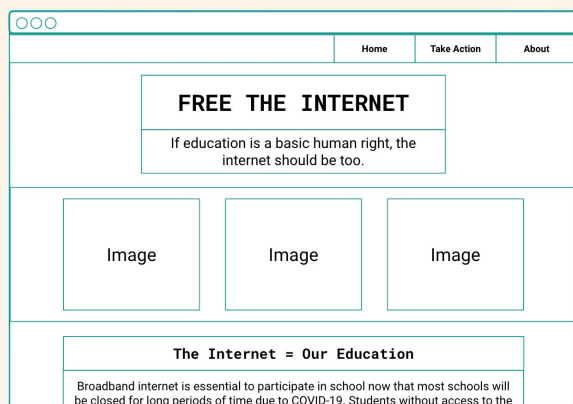 Home Take Action About
FREE THE INTERNET
If education is a basic human right, the
internet should be too.
Image Image Image
The Internet = Our Education
Broadband internet is essential to participate in school now that most schools will
be closed for long periods of time due to COVID-19. Students without access to the